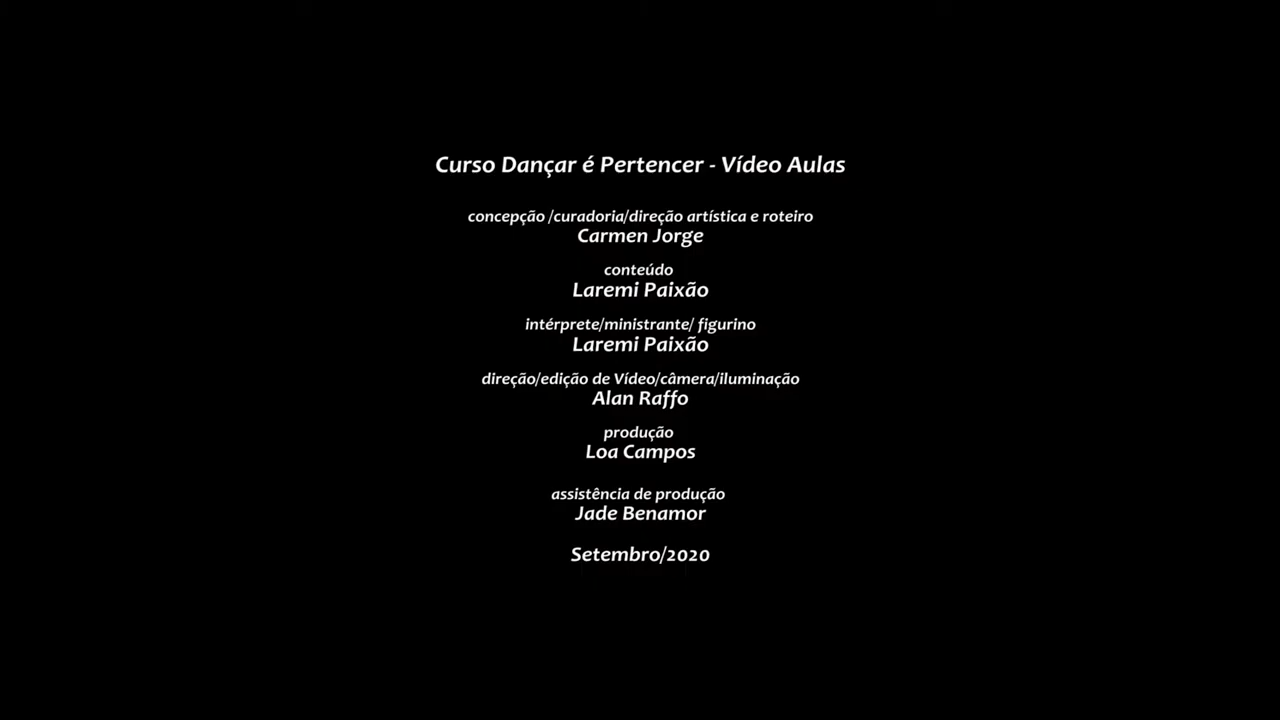 Curso Dançar é Pertencer - Vídeo Aulas
concepção /curadoria/direção artística e roteiro
Carmen Jorge
conteúdo
Laremi Paixão
intérprete/ministrante/ figurino
Laremi Paixão
direção/edição de Vídeo/câmera/iluminação
Alan Raffo
produção
Loa Campos
assistência de produção
Jade Benamor
Setembro/2020